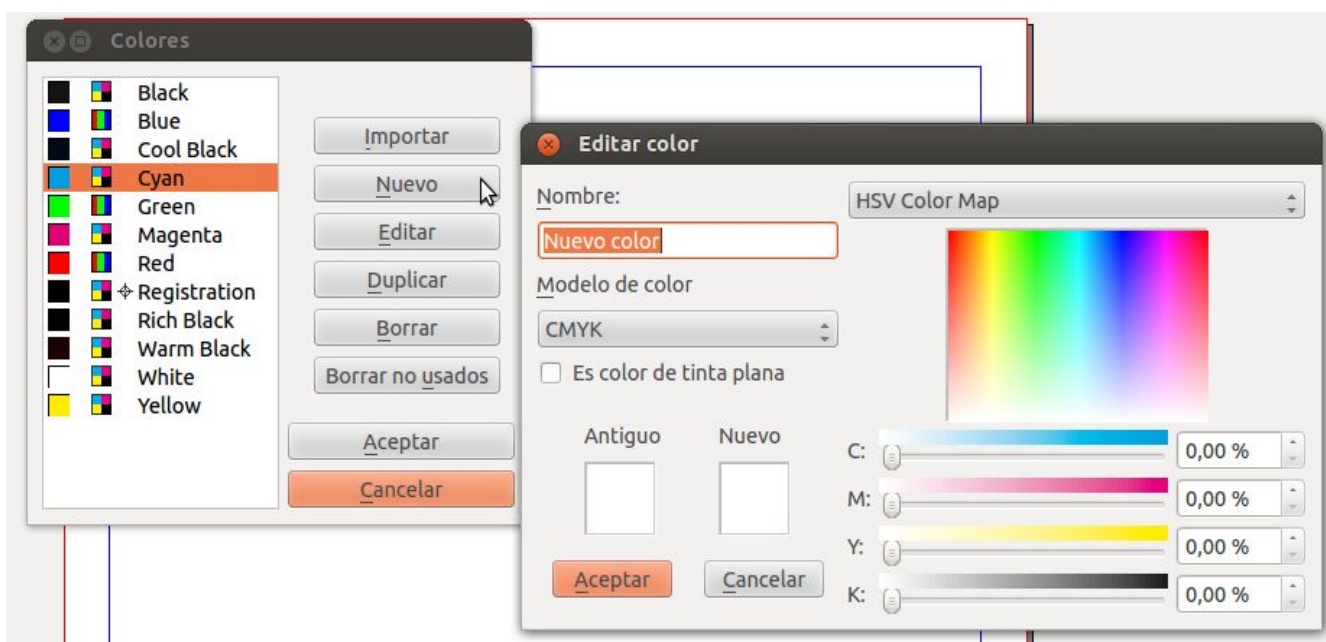 Colores
Black
Blue
Cool Black
Cyan
Green
Magenta
Red
Registration
Rich Black
Warm Black
White
Yellow
Importar
Nuevo
Editar
Duplicar
Borrar
Borrar no usados
Aceptar
Cancelar
Editar color
Nombre:
Nuevo color
Modelo de color
CMYK
Es color de tinta plana
Antiguo Nuevo
Aceptar Cancelar
HSV Color Map
C: 0,00 %
M: 0,00 %
Y: 0,00 %
K: 0,00 %